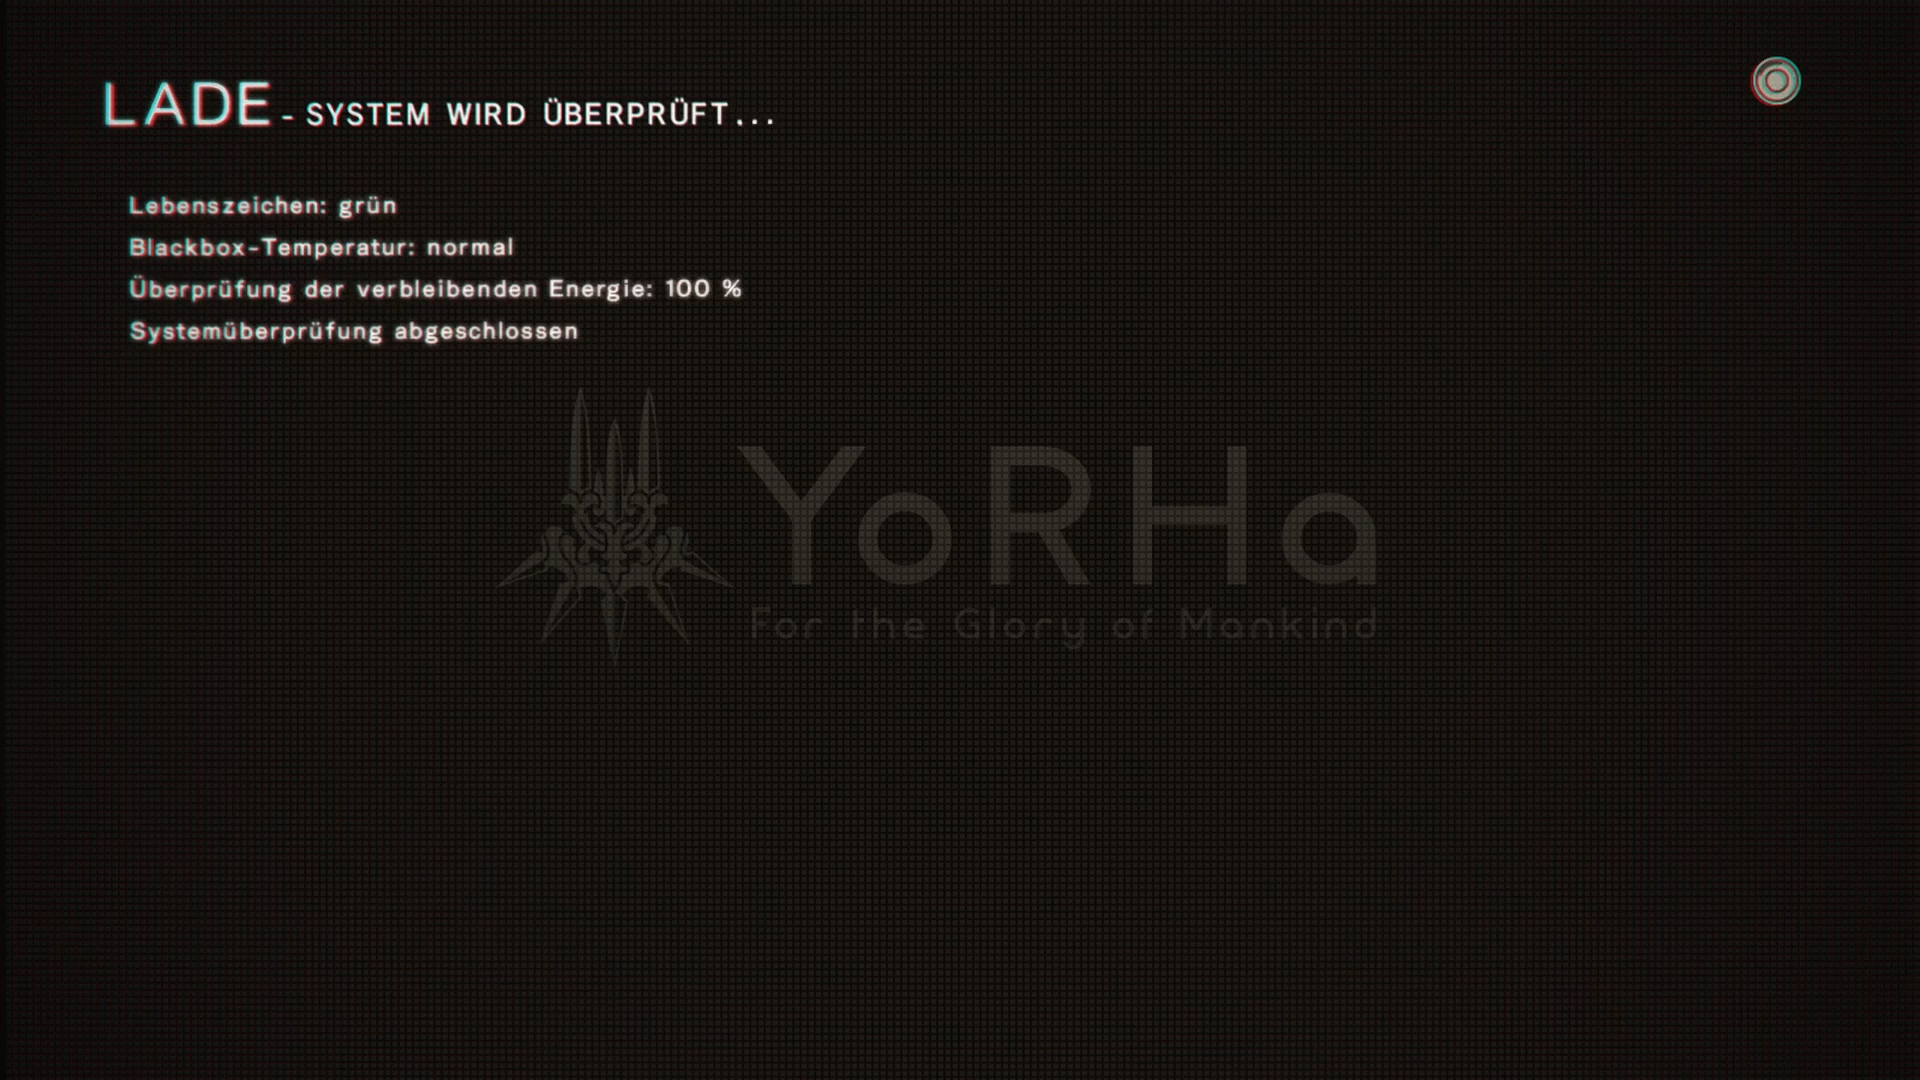 LADE - SYSTEM WIRD ÜBERPRÜFT...
Lebenszeichen: grün
Blackbox-Temperatur: normal
Überprüfung der verbleibenden Energie: 100 %
Systemüberprüfung abgeschlossen
YoRHa
For the Glory of Mankind